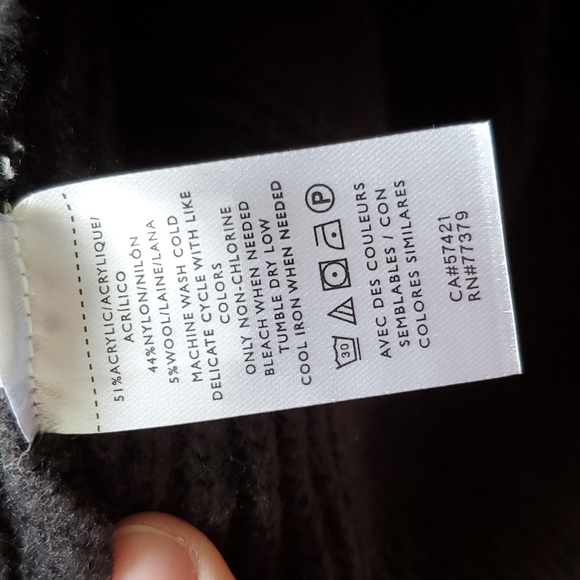 51%ACRYLIC/ACRYLIQUE/
ACRÍLICO
44%NYLON/NILÓN
5%WOOL/LAINE/LANA
MACHINE WASH COLD
DELICATE CYCLE WITH LIKE
COLORS
ONLY NON-CHLORINE
BLEACH WHEN NEEDED
TUMBLE DRY LOW
COOL IRON WHEN NEEDED
30 P
AVEC DES COULEURS
SEMBLABLES / CON
COLORES SIMILARES
CA#57421
RN#77379